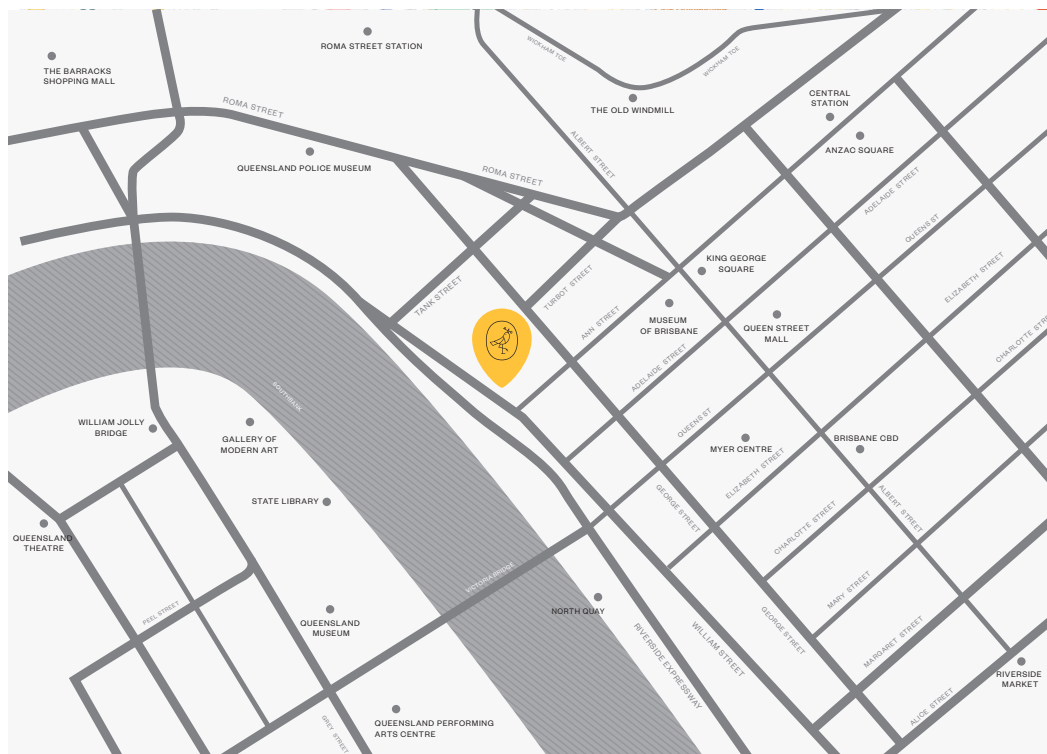 ROMA STREET STATION
THE BARRACKS
SHOPPING MALL
WICKHAM TCE
WICKHAM TCE
THE OLD WINDMILL
CENTRAL
STATION
ANZAC SQUARE
ROMA STREET
ALBERT STREET
QUEENSLAND POLICE MUSEUM
ROMA STREET
ADELAIDE STREET
QUEENS ST
KING GEORGE
SQUARE
ELIZABETH STREET
TANK STREET
TURBOT STREET
ANN STREET
MUSEUM
OF BRISBANE
QUEEN STREET
MALL
CHARLOTTE STRE
ADELAIDE STREET
SOUTHBANK
WILLIAM JOLLY
BRIDGE
GALLERY OF
MODERN ART
QUEENS ST
MYER CENTRE
BRISBANE CBD
ELIZABETH STREET
STATE LIBRARY
GEORGE STREET
ALBERT STREET
CHARLOTTE STREET
QUEENSLAND
THEATRE
VICTORIA BRIDGE
MARY STREET
PEEL STREET
QUEENSLAND
MUSEUM
NORTH QUAY
GEORGE STREET
MARGARET STREET
RIVERSIDE EXPRESSWAY
WILLIAM STREET
RIVERSIDE
MARKET
ALICE STREET
GREY STREET
QUEENSLAND PERFORMING
ARTS CENTRE